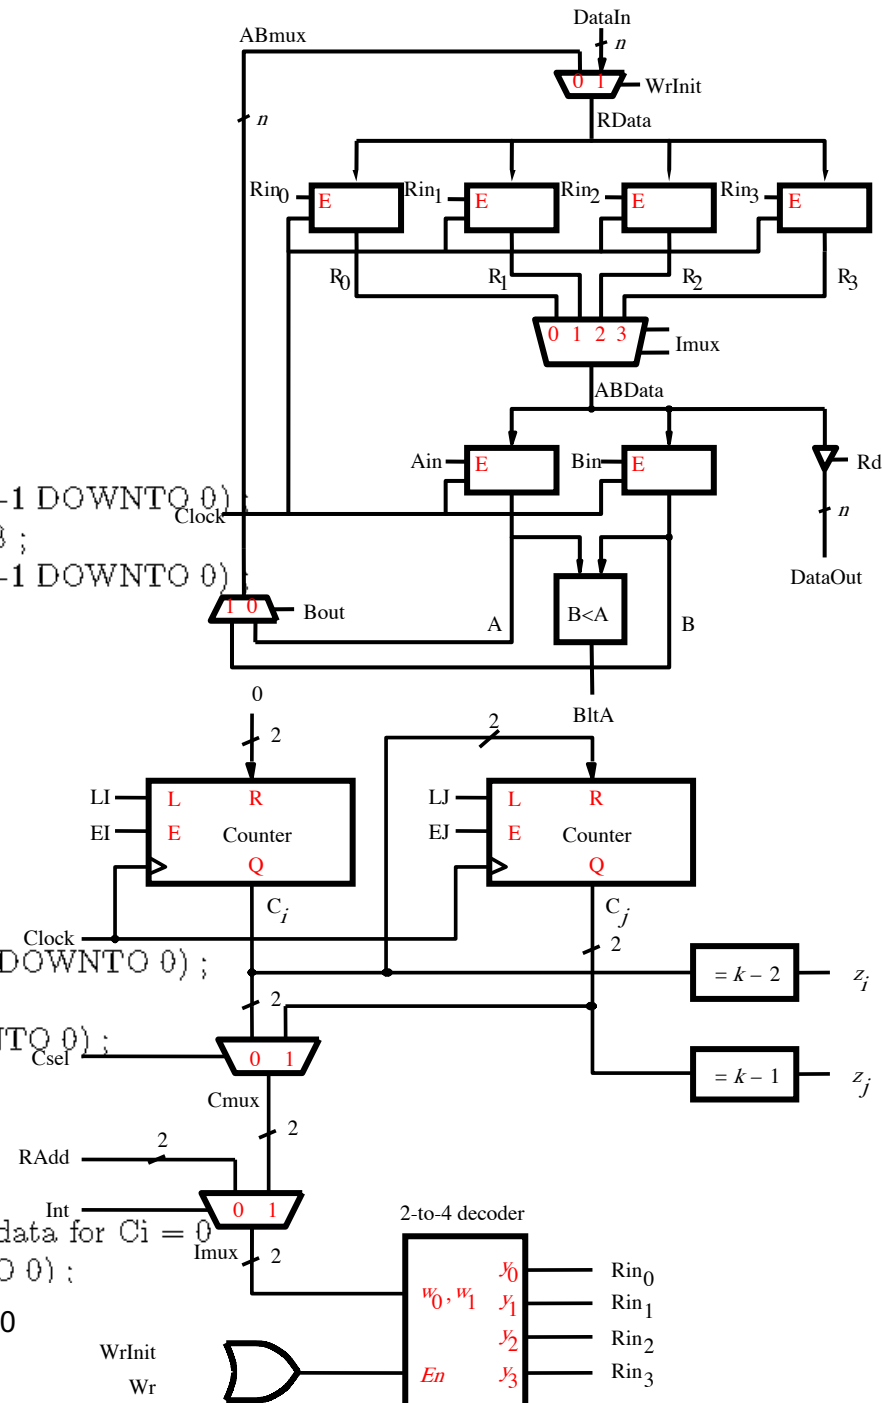 DataIn
ABmux
n
0 1
WrInit
n
RData
Rin0 Rin1 Rin2 Rin3
E E E E
R0 R1 R2 R3
0 1 2 3
Imux
ABData
Ain E Bin E
Rd
–1 DOWNTO 0) ;
Clock
n
;
–1 DOWNTO 0) ;
DataOut
1 0
Bout
A
B<A
B
0
BltA
2
2
LI L R
LJ L R
EI E Counter
EJ E Counter
Q
Q
Ci
Cj
Clock
2
DOWNTO 0) ;
= k – 2
zi
2
NTO 0) ;
Csel
0 1
= k – 1
zj
Cmux
2
2
RAdd
Int
0 1
2-to-4 decoder
data for Ci = 0
Imux
2
O 0) ;
y0 Rin0
w0, w1
y1 Rin1
0
y2 Rin2
WrInit
En
y3 Rin3
Wr